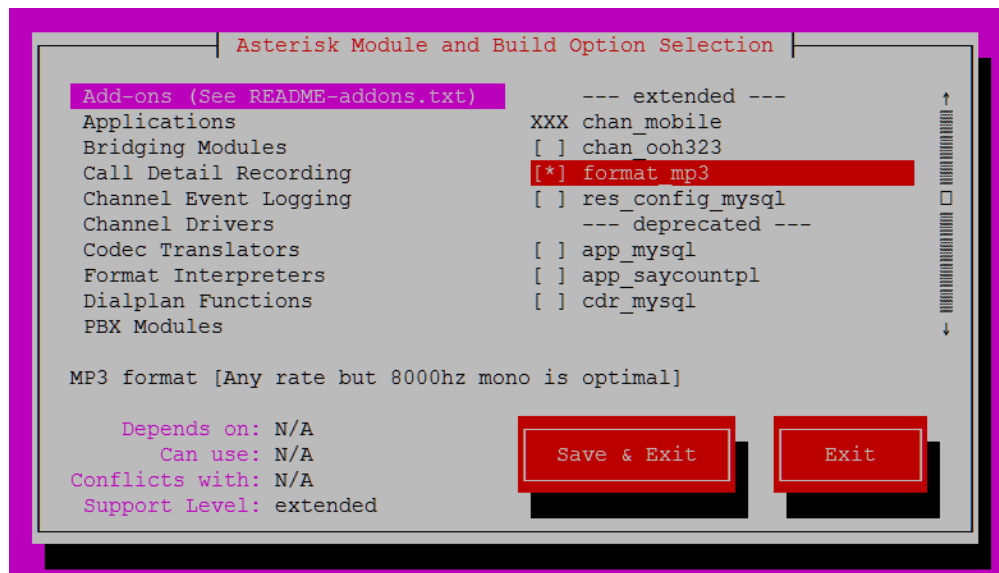 Asterisk Module and Build Option Selection
Add-ons (See README-addons.txt) --- extended ---
Applications XXX chan_mobile
Bridging Modules [ ] chan_ooh323
Call Detail Recording [*] format_mp3
Channel Event Logging [ ] res_config_mysql
Channel Drivers --- deprecated ---
Codec Translators [ ] app_mysql
Format Interpreters [ ] app_saycountpl
Dialplan Functions [ ] cdr_mysql
PBX Modules
MP3 format [Any rate but 8000hz mono is optimal]
Depends on: N/A
Can use: N/A
Conflicts with: N/A
Support Level: extended
Save & Exit
Exit